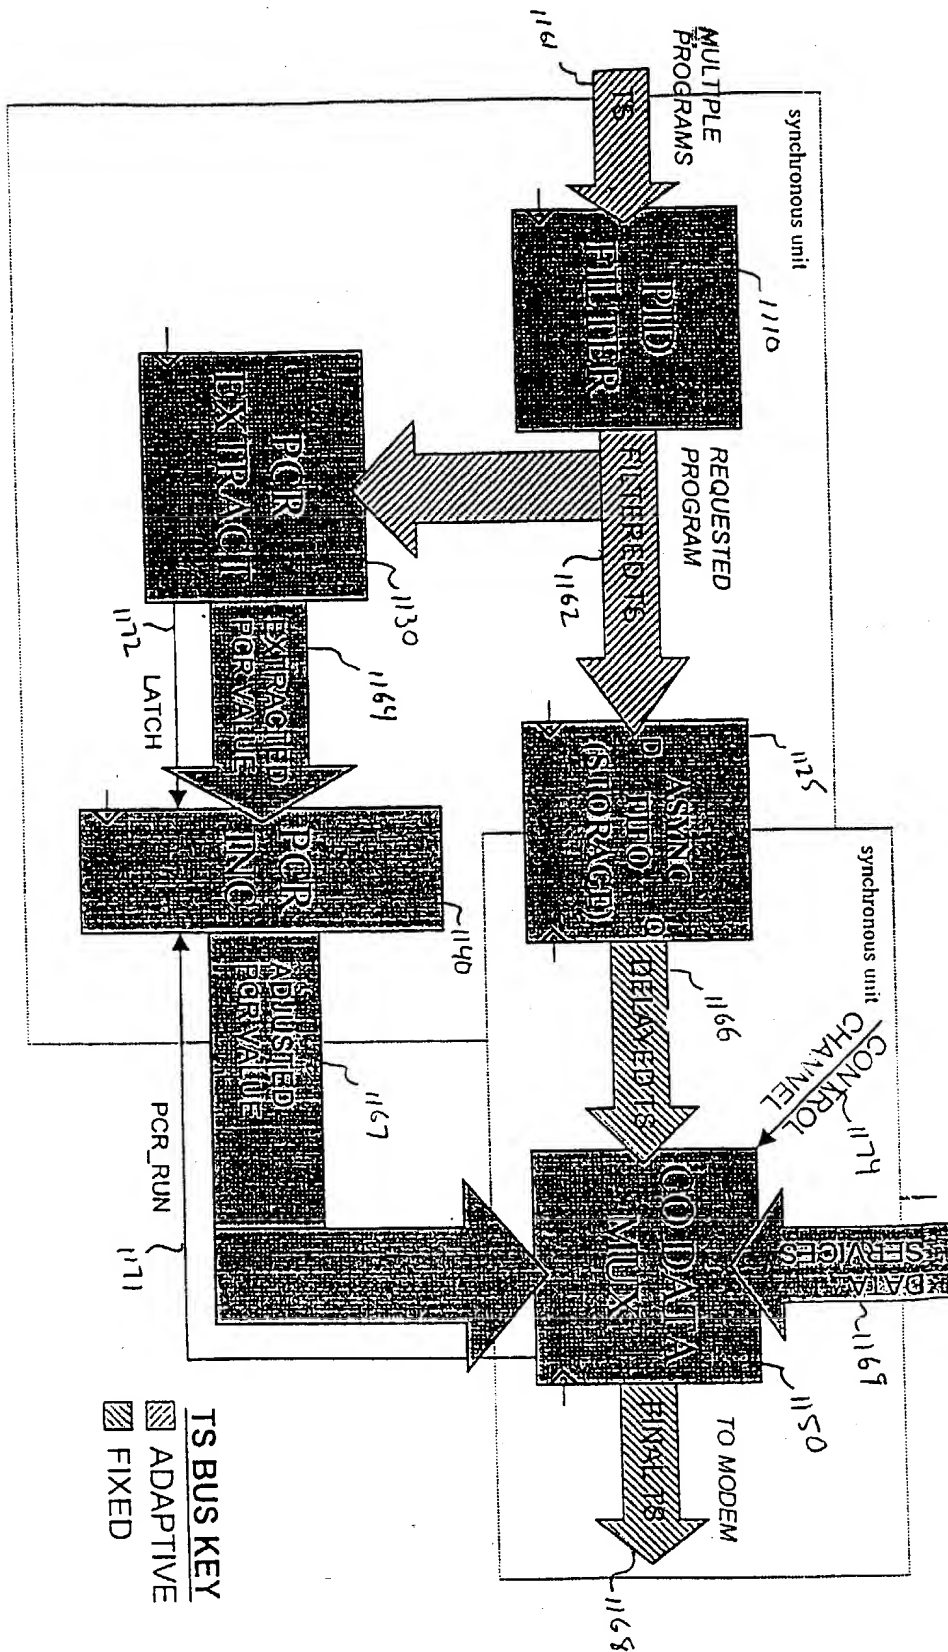 synchronous unit
MULTPLE
PROGRAMS
1161
TS
PID
FILTER
1110
REQUESTED
PROGRAM
FILTERED TS
1162
PCR
EXTRACT
1130
EXTRACTED
PCR VALUE
1164
1172
LATCH
PCR
INC
1140
ASYNC
FIFO
(STORAGE)
1125
synchronous unit
DELAYED TS
1166
CONTROL
CHANNEL
1174
ADJUSTED
PCR VALUE
1167
PCR_RUN
1171
CODATA
MUX
1150
DATA
SERVICES
1169
FINAL TS
TO MODEM
1168
TS BUS KEY
ADAPTIVE
FIXED